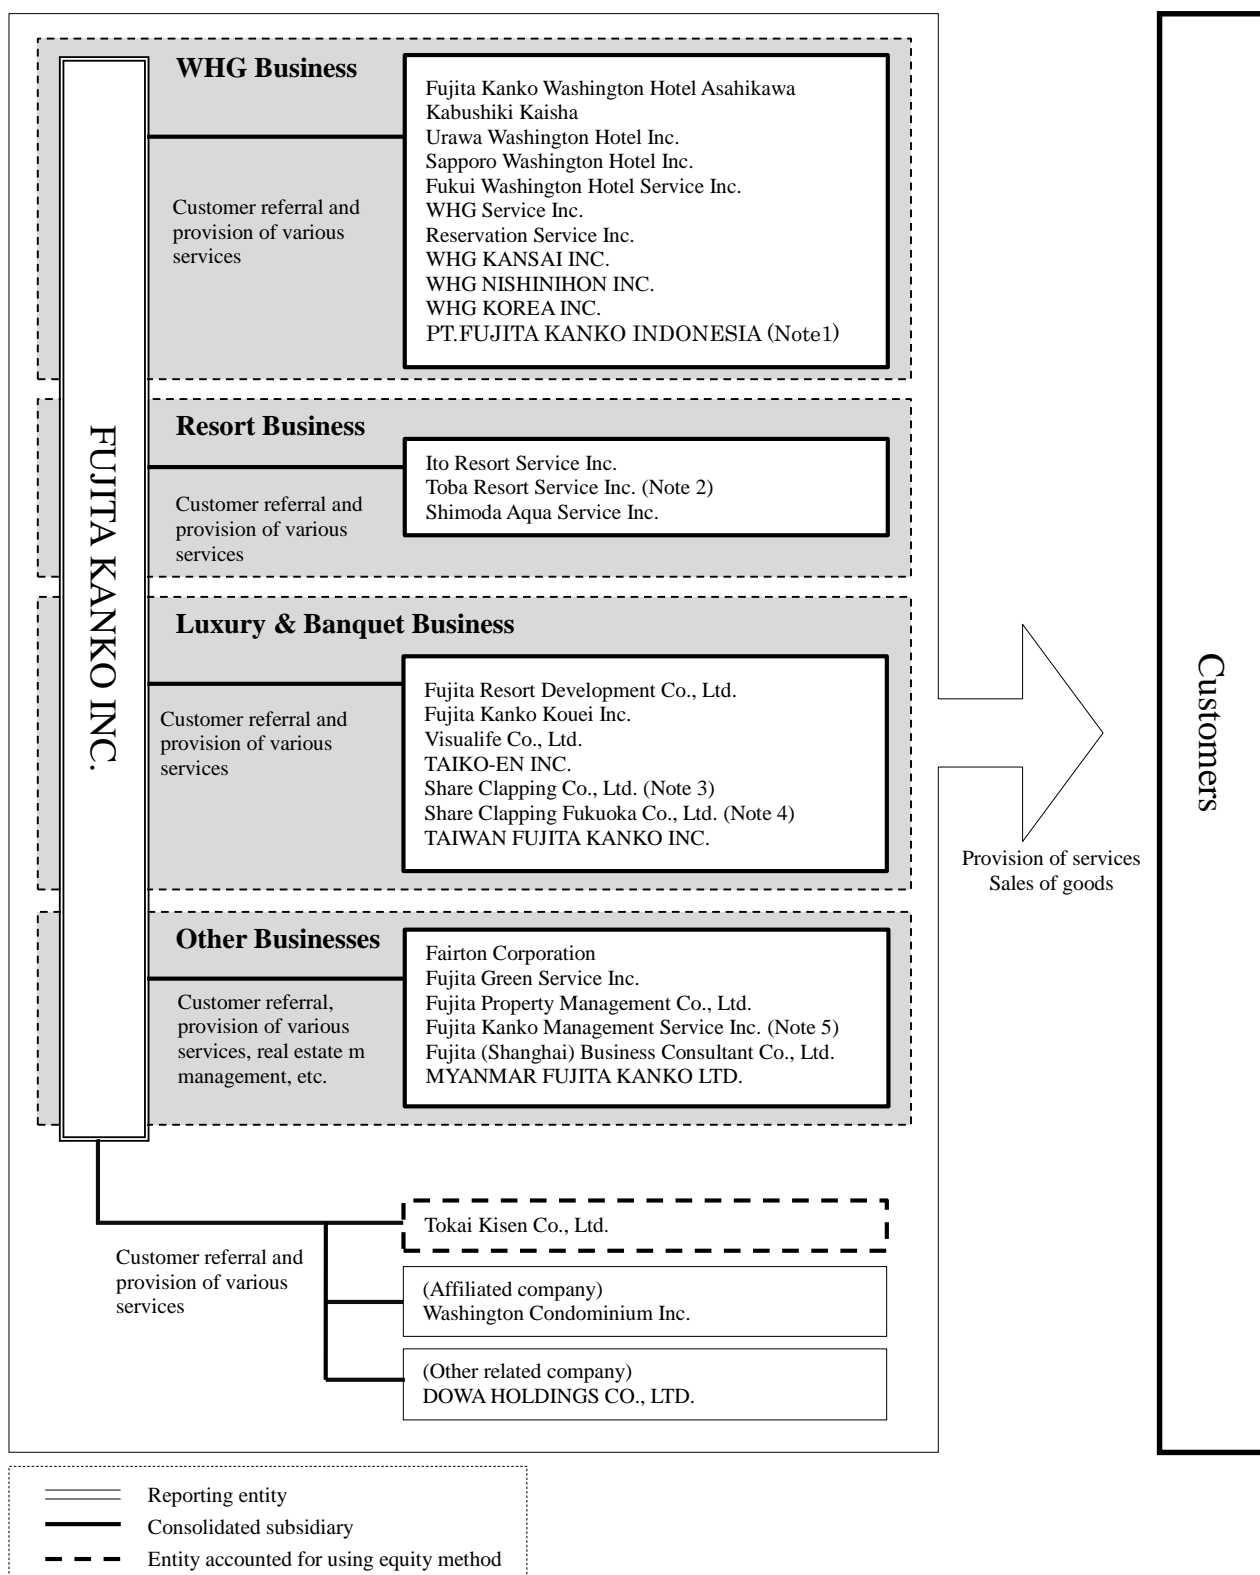 FUJITA KANKO INC.
WHG Business
Customer referral and
provision of various
services
Fujita Kanko Washington Hotel Asahikawa
Kabushiki Kaisha
Urawa Washington Hotel Inc.
Sapporo Washington Hotel Inc.
Fukui Washington Hotel Service Inc.
WHG Service Inc.
Reservation Service Inc.
WHG KANSAI INC.
WHG NISHINIHON INC.
WHG KOREA INC.
PT.FUJITA KANKO INDONESIA (Note1)
Resort Business
Customer referral and
provision of various
services
Ito Resort Service Inc.
Toba Resort Service Inc. (Note 2)
Shimoda Aqua Service Inc.
Luxury & Banquet Business
Customer referral and
provision of various
services
Fujita Resort Development Co., Ltd.
Fujita Kanko Kouei Inc.
Visualife Co., Ltd.
TAIKO-EN INC.
Share Clapping Co., Ltd. (Note 3)
Share Clapping Fukuoka Co., Ltd. (Note 4)
TAIWAN FUJITA KANKO INC.
Other Businesses
Customer referral,
provision of various
services, real estate m
management, etc.
Fairton Corporation
Fujita Green Service Inc.
Fujita Property Management Co., Ltd.
Fujita Kanko Management Service Inc. (Note 5)
Fujita (Shanghai) Business Consultant Co., Ltd.
MYANMAR FUJITA KANKO LTD.
Customer referral and
provision of various
services
Tokai Kisen Co., Ltd.
(Affiliated company)
Washington Condominium Inc.
(Other related company)
DOWA HOLDINGS CO., LTD.
Provision of services
Sales of goods
Customers
Reporting entity
Consolidated subsidiary
Entity accounted for using equity method